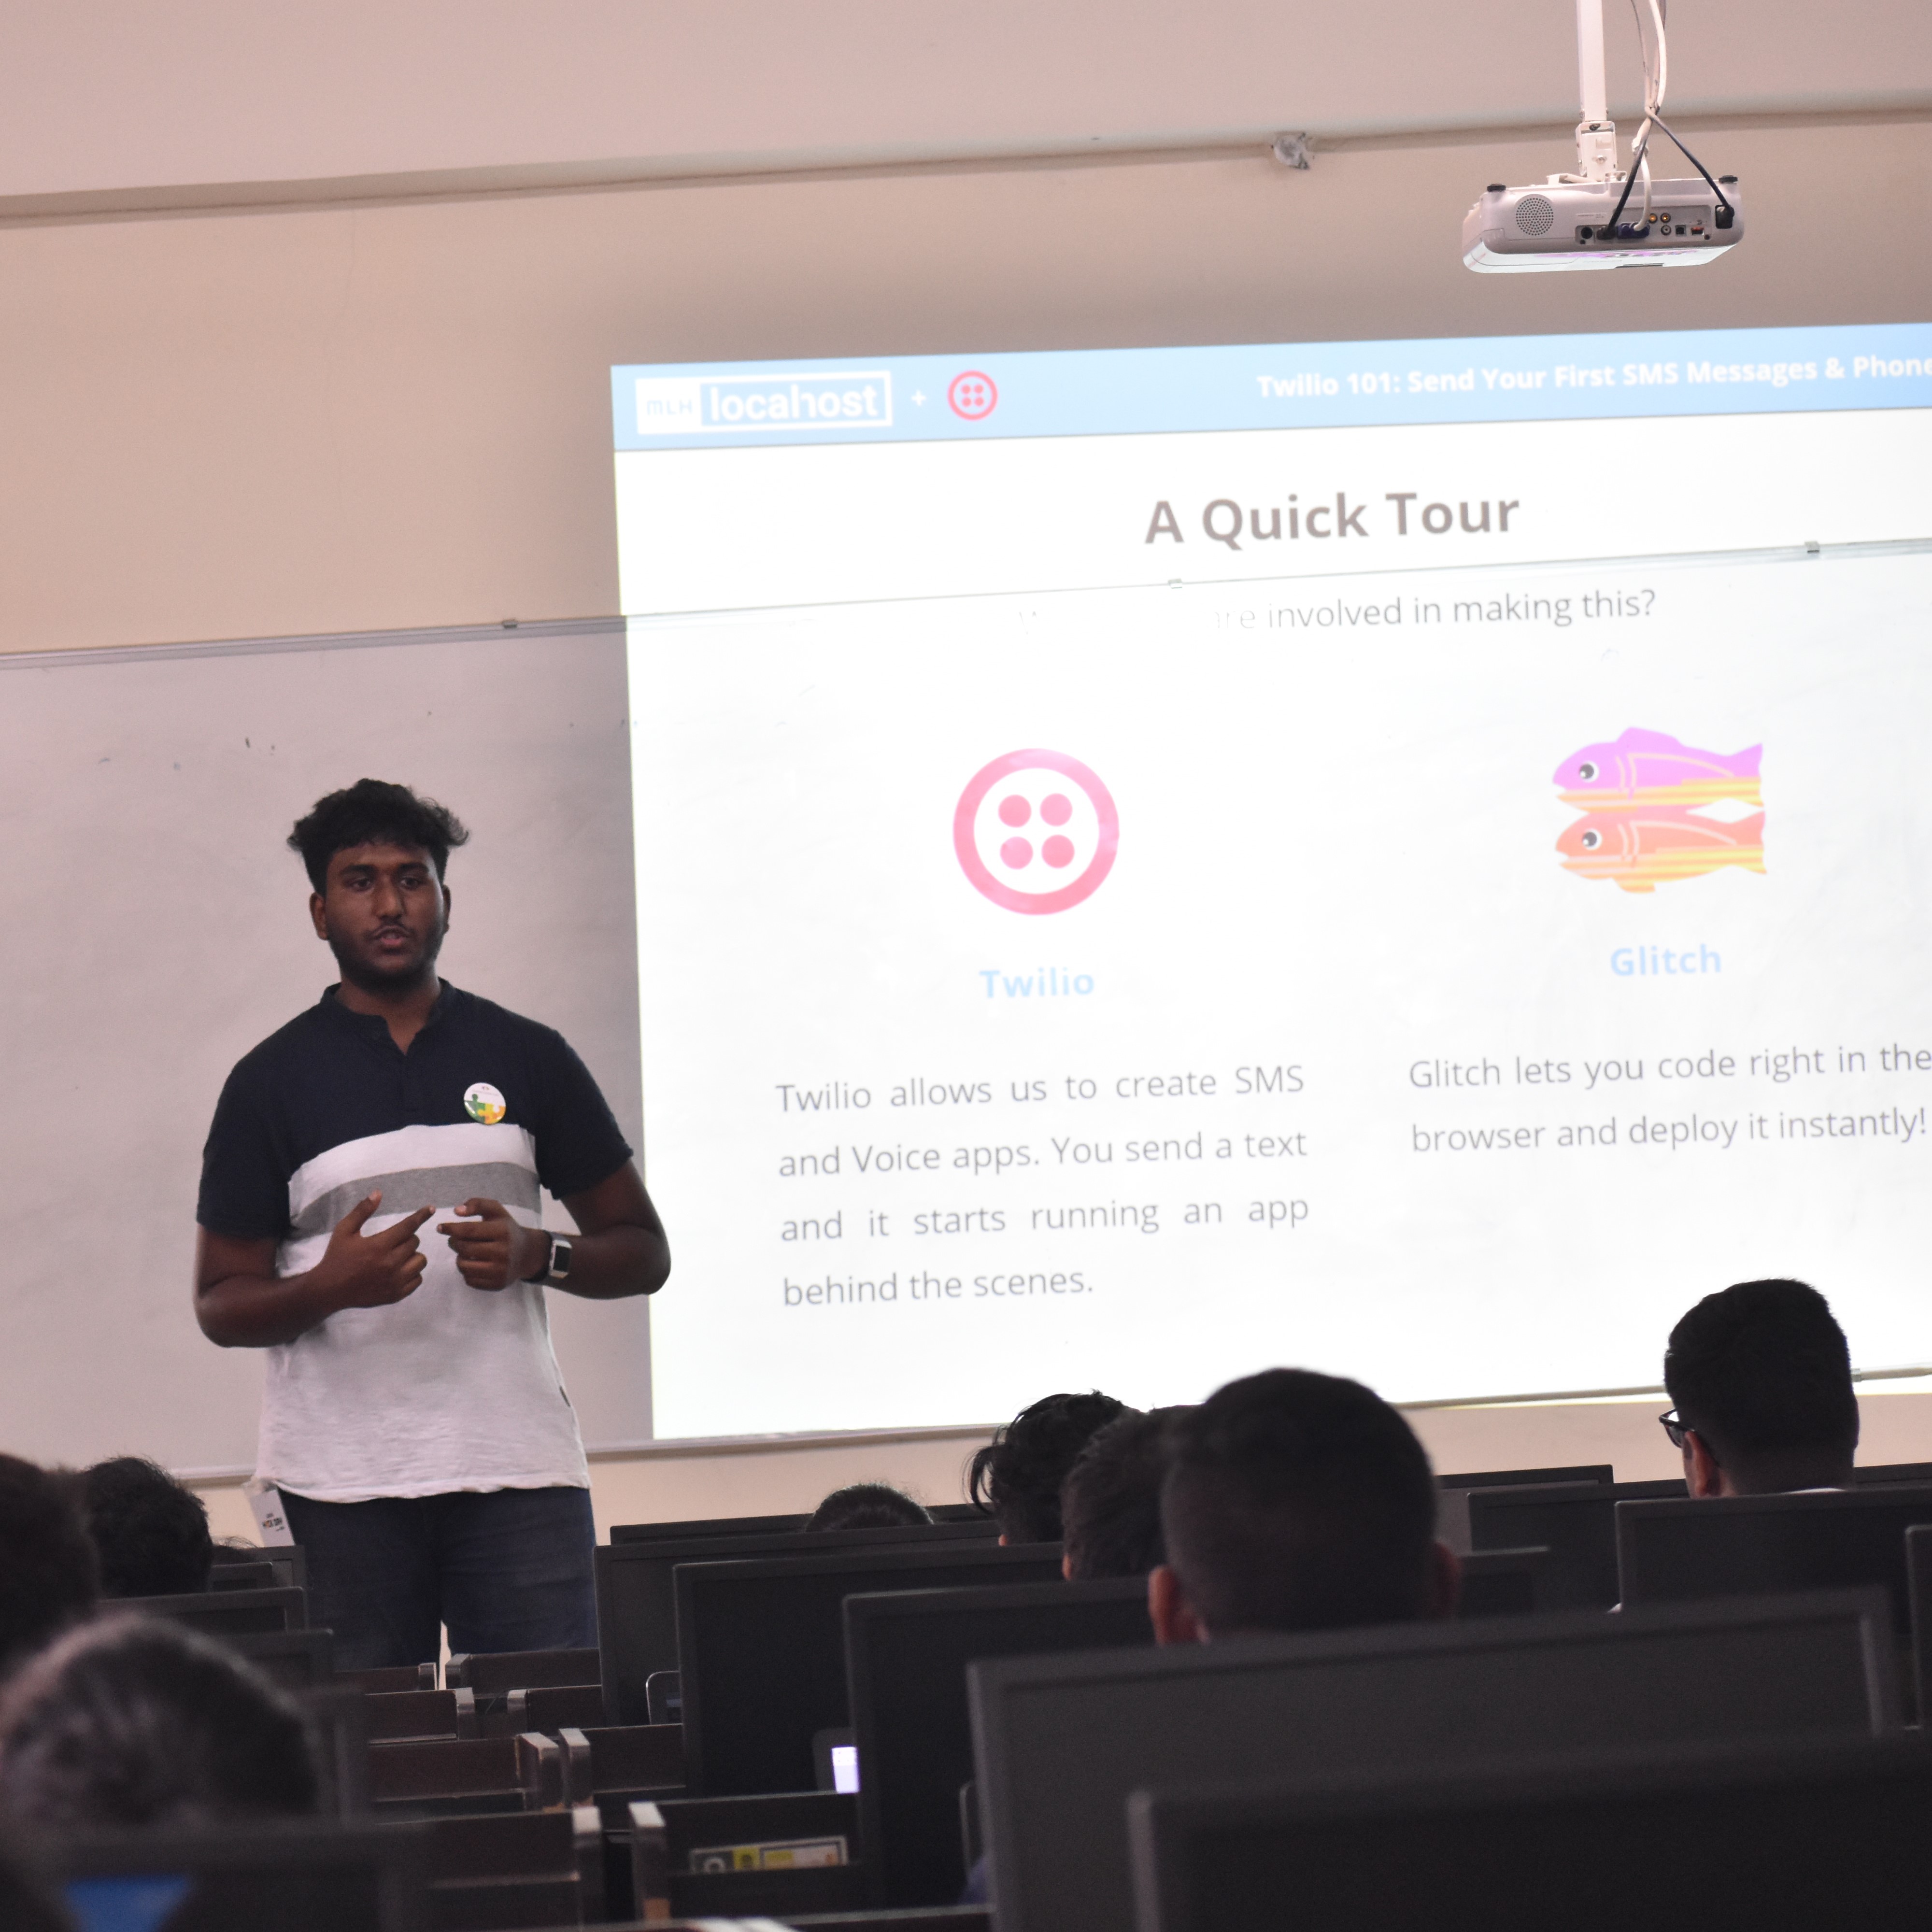 MLH locahost +
Twilio 101: Send Your First SMS Messages & Phone
A Quick Tour
involved in making this?
Twilio
Glitch
Twilio allows us to create SMS
and Voice apps. You send a text
and it starts running an app
behind the scenes.
Glitch lets you code right in the
browser and deploy it instantly!